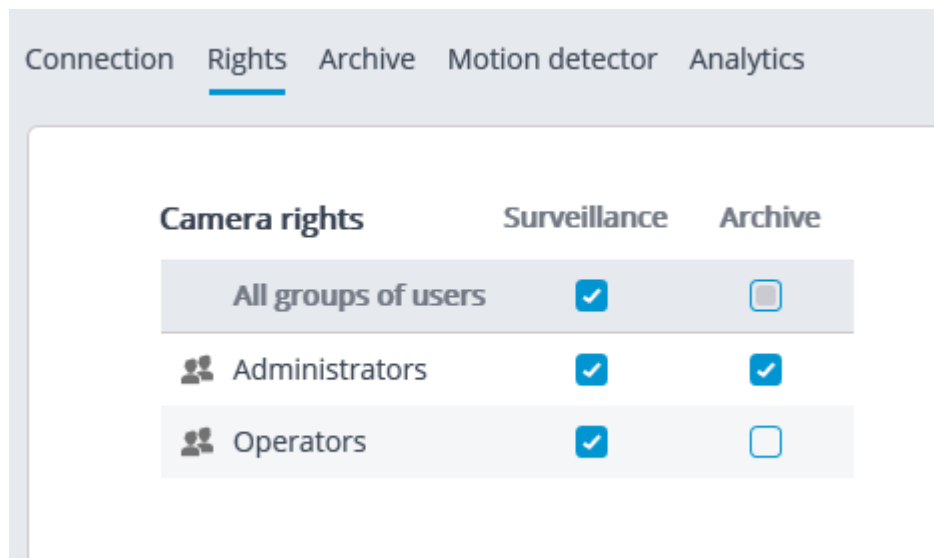 Connection Rights Archive Motion detector Analytics
Camera rights Surveillance Archive
All groups of users
Administrators
Operators